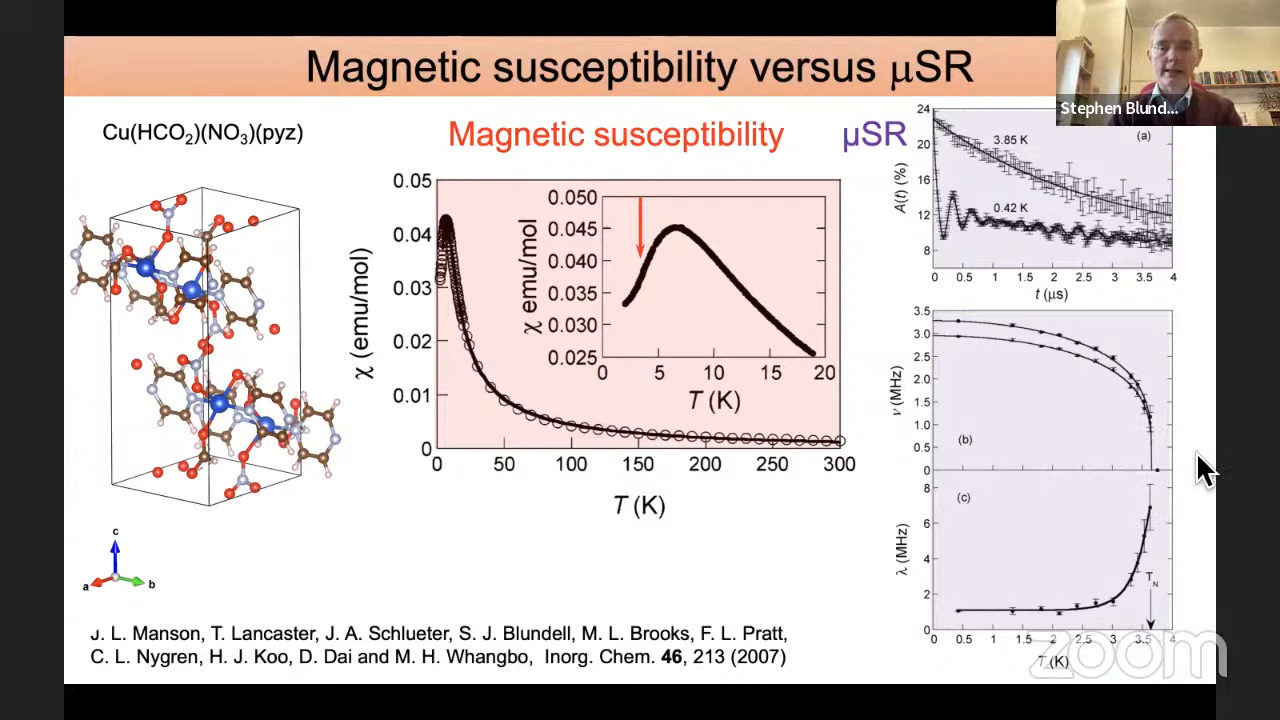 Magnetic susceptibility versus μSR
Stephen Blund...
Cu(HCO₂)(NO₃)(pyz)
Magnetic susceptibility
μSR
0.05
0.04
0.03
0.02
0.01
0
χ (emu/mol)
0 50 100 150 200 250 300
T (K)
0.050
0.045
0.040
0.035
0.030
0.025
χ emu/mol
0 5 10 15 20
T (K)
24
20
16
12
8
A(t) (%)
(a)
3.85 K
0.42 K
0 0.5 1 1.5 2 2.5 3 3.5 4
t (μs)
3.5
3.0
2.5
2.0
1.5
1.0
0.5
0
ν (MHz)
(b)
8
6
4
2
0
λ (MHz)
(c)
T_N
0 0.5 1 1.5 2 2.5 3 3.5 4
T (K)
c
a
b
J. L. Manson, T. Lancaster, J. A. Schlueter, S. J. Blundell, M. L. Brooks, F. L. Pratt,
C. L. Nygren, H. J. Koo, D. Dai and M. H. Whangbo, Inorg. Chem. 46, 213 (2007)
zoom